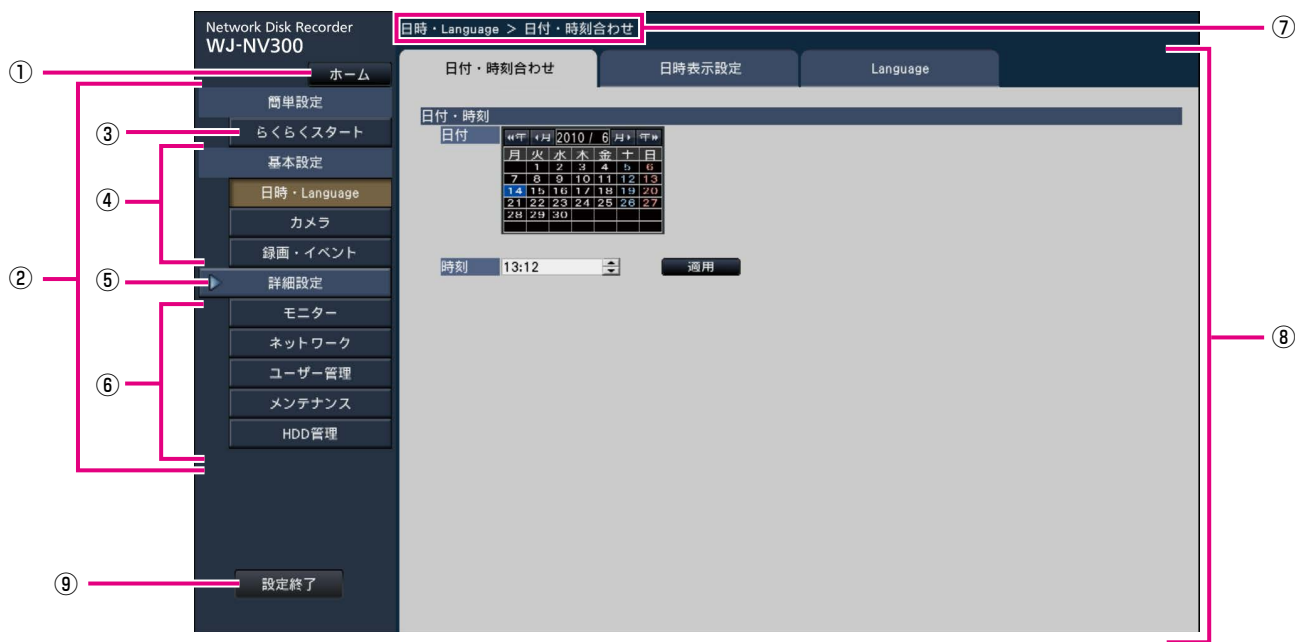 Network Disk Recorder
WJ-NV300
日時・Language > 日付・時刻合わせ
⑦
① ホーム
日付・時刻合わせ 日時表示設定 Language
⑧
②
簡単設定
③ らくらくスタート
④
基本設定
日時・Language
カメラ
録画・イベント
⑤ 詳細設定
⑥
モニター
ネットワーク
ユーザー管理
メンテナンス
HDD管理
⑨ 設定終了
日付・時刻
日付
«年 ‹月 2010 / 6 月› 年»
月 火 水 木 金 土 日
1 2 3 4 5 6
7 8 9 10 11 12 13
14 15 16 17 18 19 20
21 22 23 24 25 26 27
28 29 30
時刻 13:12 適用